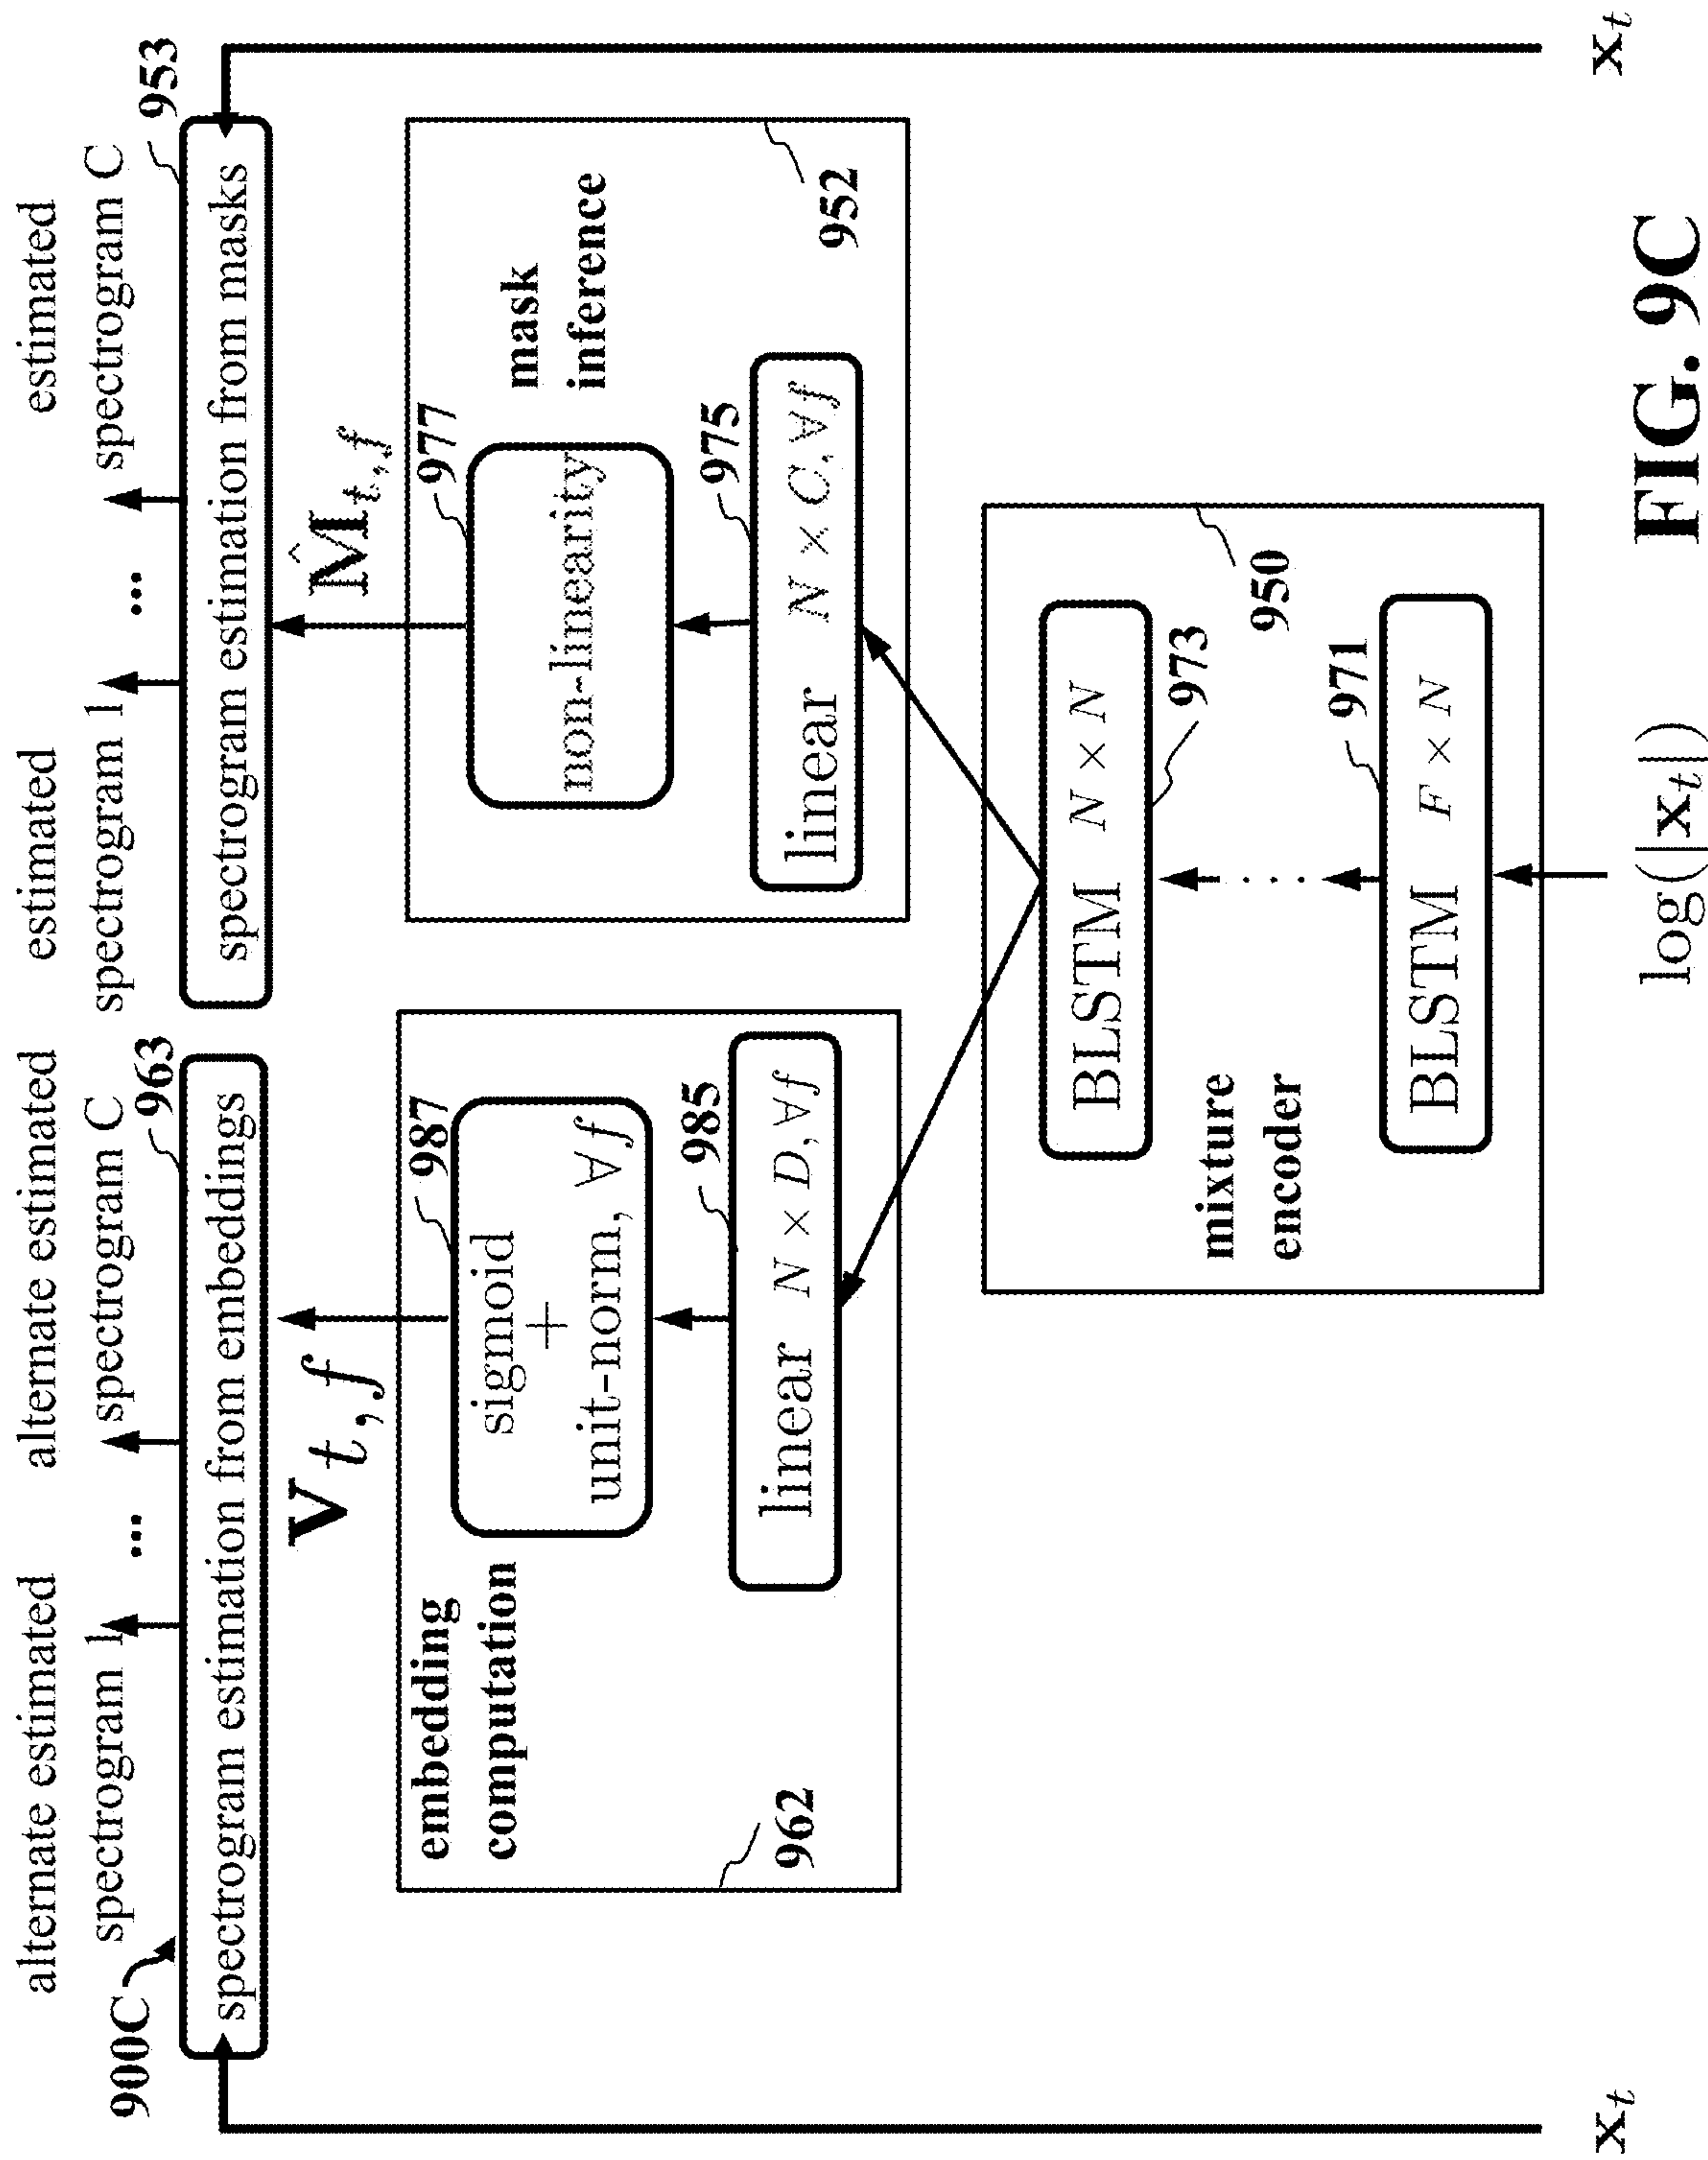 900C
alternate estimated
spectrogram 1
...
alternate estimated
spectrogram C
963
estimated
spectrogram 1
...
estimated
spectrogram C
953
spectrogram estimation from embeddings
spectrogram estimation from masks
V_{t,f}
M̂_{t,f}
embedding
computation
987
sigmoid
+
unit-norm, ∀f
985
linear N × D, ∀f
962
977
non-linearity
mask
inference
975
linear N × C, ∀f
952
BLSTM N × N
973
mixture
encoder
950
971
BLSTM F × N
x_t
log(|x_t|)
x_t
FIG. 9C